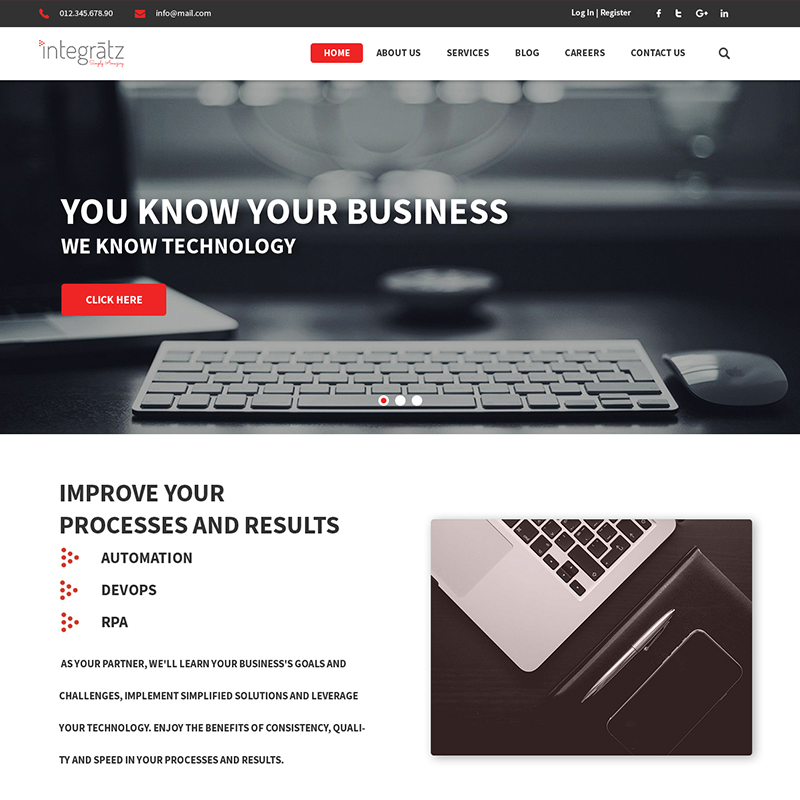 012.345.678.90
info@mail.com
Log In | Register
integrātz
Simply Amazing
HOME
ABOUT US
SERVICES
BLOG
CAREERS
CONTACT US
YOU KNOW YOUR BUSINESS
WE KNOW TECHNOLOGY
CLICK HERE
IMPROVE YOUR
PROCESSES AND RESULTS
AUTOMATION
DEVOPS
RPA
AS YOUR PARTNER, WE'LL LEARN YOUR BUSINESS'S GOALS AND
CHALLENGES, IMPLEMENT SIMPLIFIED SOLUTIONS AND LEVERAGE
YOUR TECHNOLOGY. ENJOY THE BENEFITS OF CONSISTENCY, QUALI-
TY AND SPEED IN YOUR PROCESSES AND RESULTS.